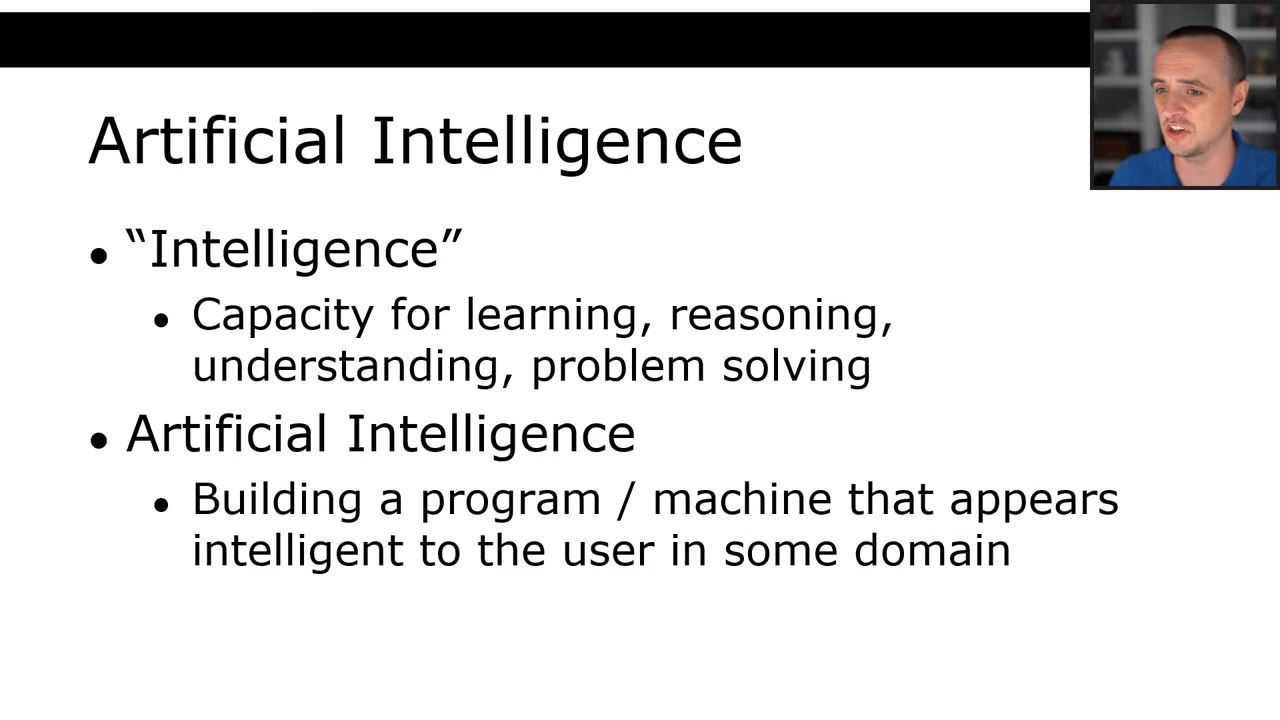 Artificial Intelligence
• “Intelligence”
• Capacity for learning, reasoning,
understanding, problem solving
• Artificial Intelligence
• Building a program / machine that appears
intelligent to the user in some domain